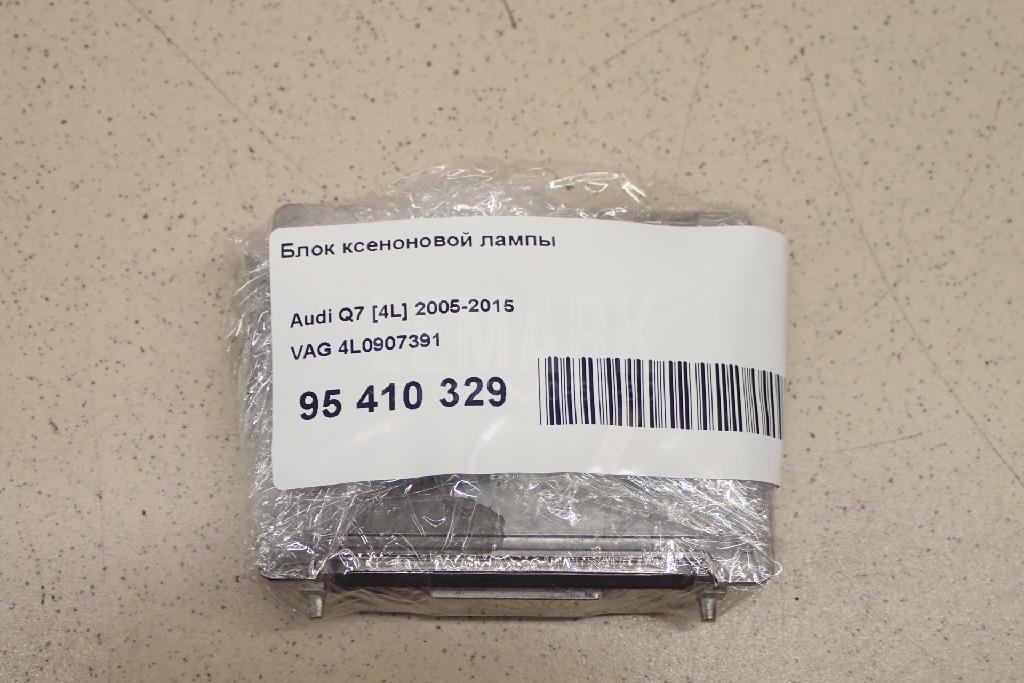 Блок ксеноновой лампы
Audi Q7 [4L] 2005-2015
VAG 4L0907391
95 410 329